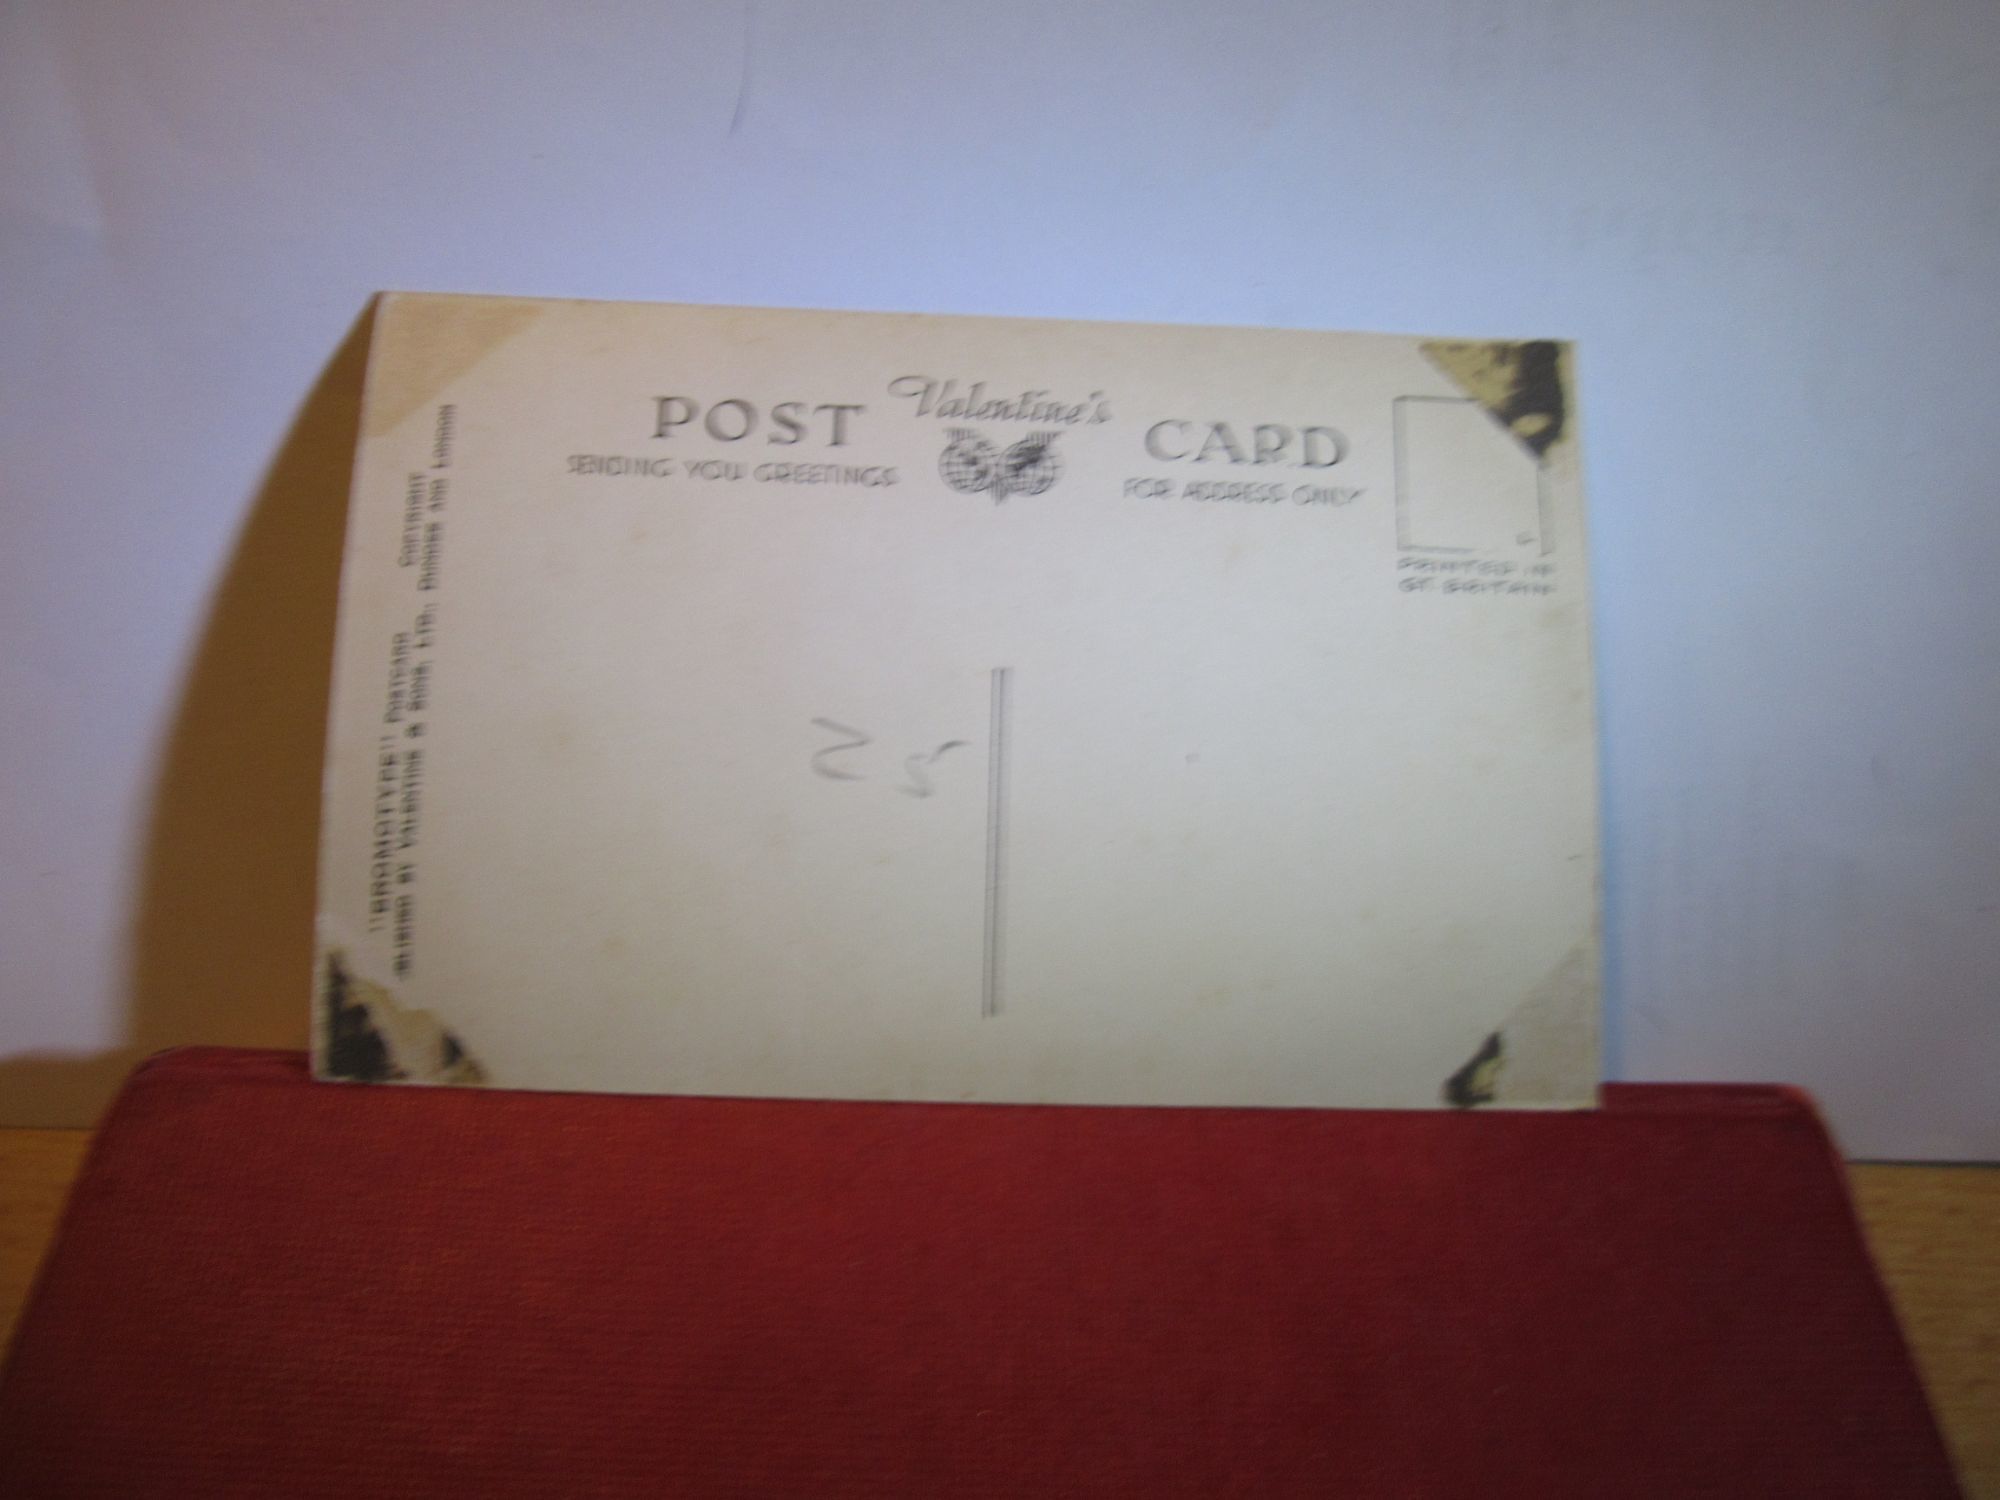 POST Valentine's CARD
SENDING YOU GREETINGS
FOR ADDRESS ONLY
PRINTED IN
GT. BRITAIN
"BROMOTYPE" POSTCARD COPYRIGHT
BY VALENTINE & SONS, LTD., DUNDEE AND LONDON